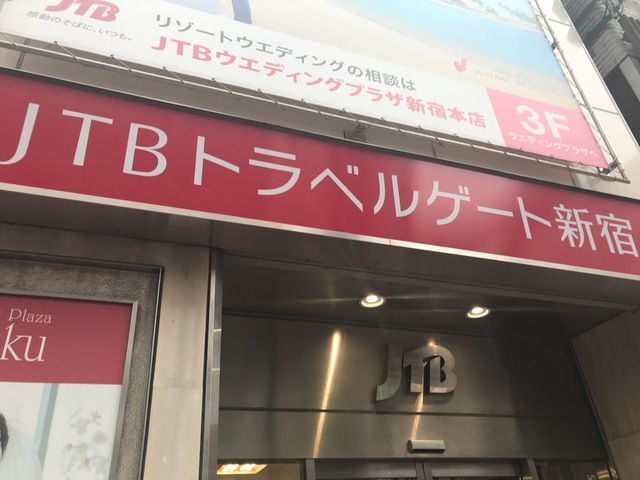 JTB
感動のそばに、いつも。
リゾートウエディングの相談は
JTBウエディングプラザ新宿本店
3F
ウエディングプラザへ
JTBトラベルゲート新宿
Plaza
ku
JTB